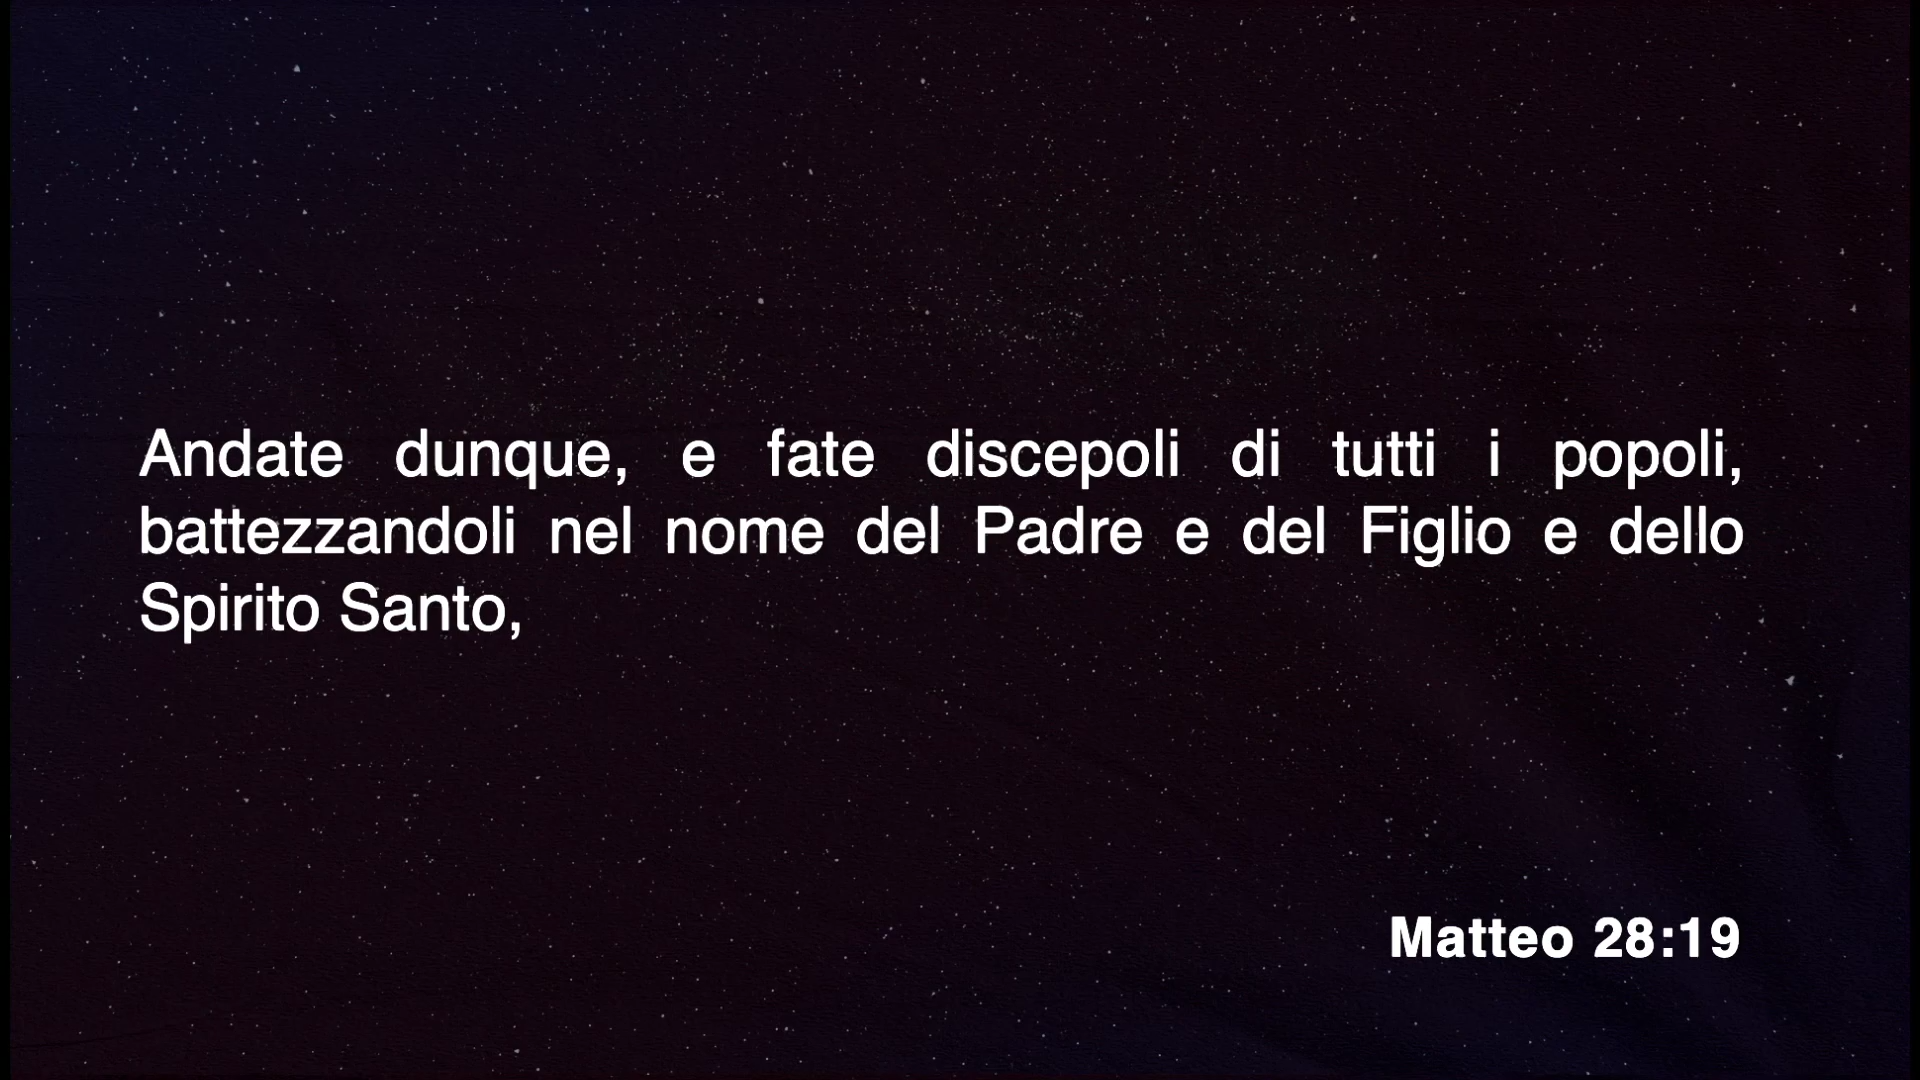 Andate dunque, e fate discepoli di tutti i popoli,
battezzandoli nel nome del Padre e del Figlio e dello
Spirito Santo,
Matteo 28:19